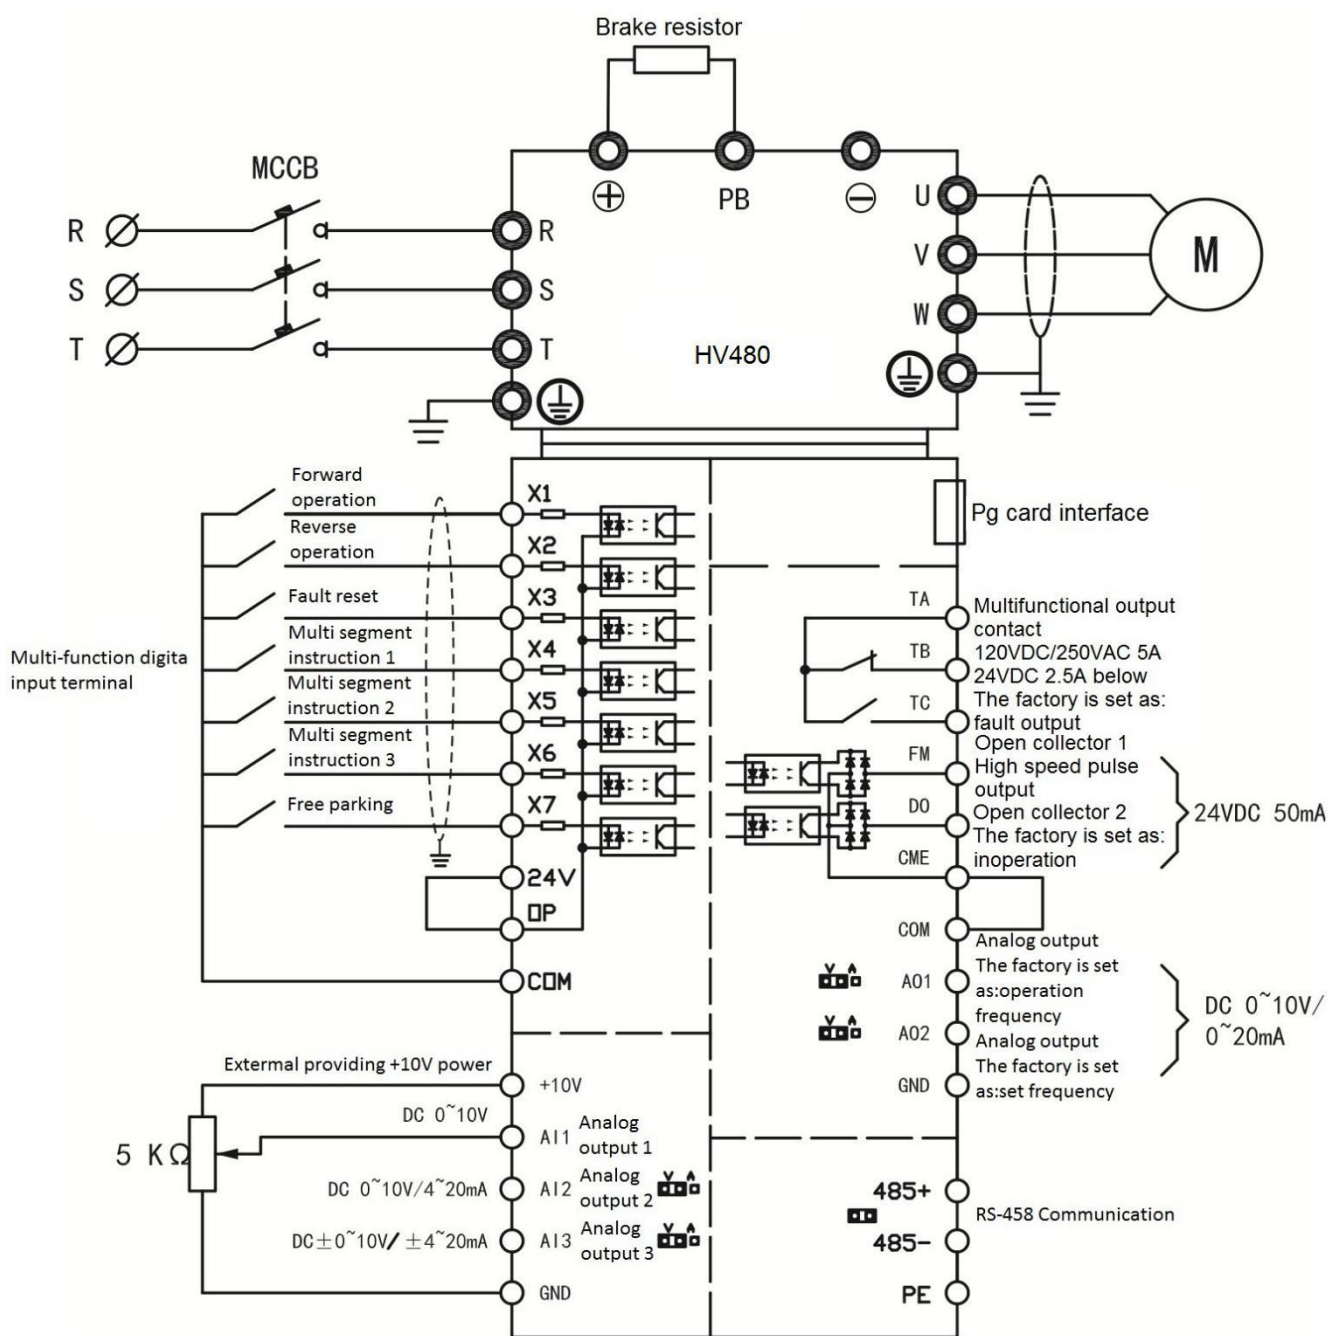 Brake resistor
MCCB
⊕
PB
⊖
R
S
T
R
S
T
U
V
W
M
HV480
Forward
operation
Reverse
operation
Fault reset
Multi segment
instruction 1
Multi segment
instruction 2
Multi segment
instruction 3
Free parking
Multi-function digita
input terminal
X1
X2
X3
X4
X5
X6
X7
24V
OP
COM
Pg card interface
TA
TB
TC
FM
DO
CME
COM
AO1
AO2
GND
Multifunctional output
contact
120VDC/250VAC 5A
24VDC 2.5A below
The factory is set as:
fault output
Open collector 1
High speed pulse
output
Open collector 2
The factory is set as:
inoperation
24VDC 50mA
Analog output
The factory is set
as:operation
frequency
Analog output
The factory is set
as:set frequency
DC 0~10V/
0~20mA
V A
V A
External providing +10V power
+10V
DC 0~10V
AI1
Analog
output 1
5 KΩ
DC 0~10V/4~20mA
AI2
Analog
output 2
V A
DC±0~10V/ ±4~20mA
AI3
Analog
output 3
V A
GND
485+
485-
RS-458 Communication
PE